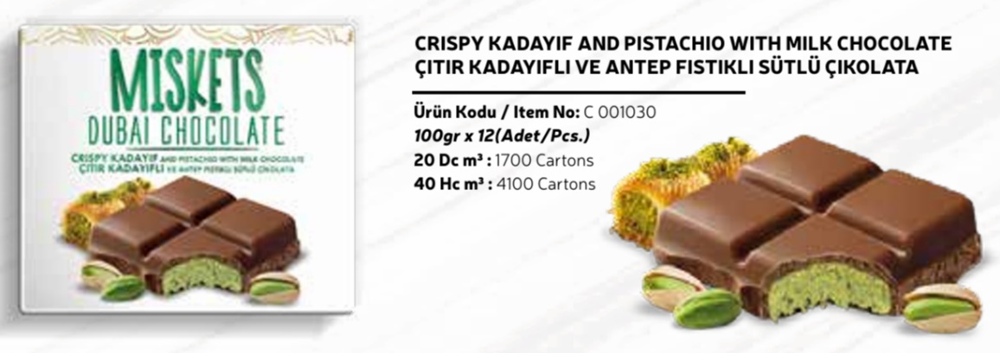 MISKETS
DUBAI CHOCOLATE
CRISPY KADAYIF AND PISTACHIO WITH MILK CHOCOLATE
ÇITIR KADAYIFLI VE ANTEP FISTIKLI SÜTLÜ ÇIKOLATA
CRISPY KADAYIF AND PISTACHIO WITH MILK CHOCOLATE
ÇITIR KADAYIFLI VE ANTEP FISTIKLI SÜTLÜ ÇIKOLATA
Ürün Kodu / Item No: C 001030
100gr x 12(Adet/Pcs.)
20 Dc m³ : 1700 Cartons
40 Hc m³ : 4100 Cartons